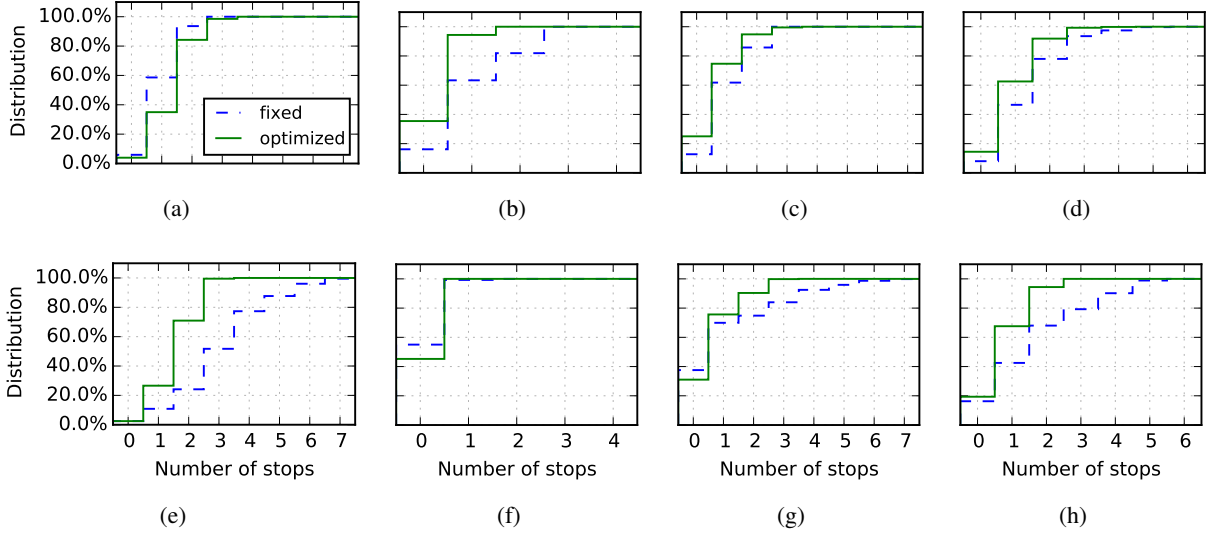 100.0%
80.0%
60.0%
40.0%
20.0%
0.0%
Distribution
fixed
optimized
(a) (b) (c) (d)
100.0%
80.0%
60.0%
40.0%
20.0%
0.0%
Distribution
0 1 2 3 4 5 6 7
Number of stops
0 1 2 3 4
Number of stops
0 1 2 3 4 5 6 7
Number of stops
0 1 2 3 4 5 6
Number of stops
(e) (f) (g) (h)